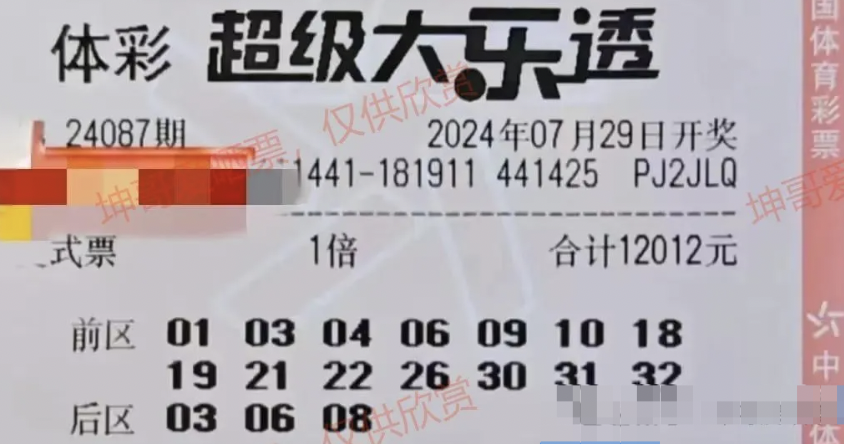 体彩 超级大乐透
24087期 2024年07月29日开奖
1441-181911 441425 PJ2JLQ
式票 1倍 合计12012元
前区 01 03 04 06 09 10 18
19 21 22 26 30 31 32
后区 03 06 08
国体育彩票
中
体
坤哥
票，仅供欣赏
坤哥爱
仅供欣赏